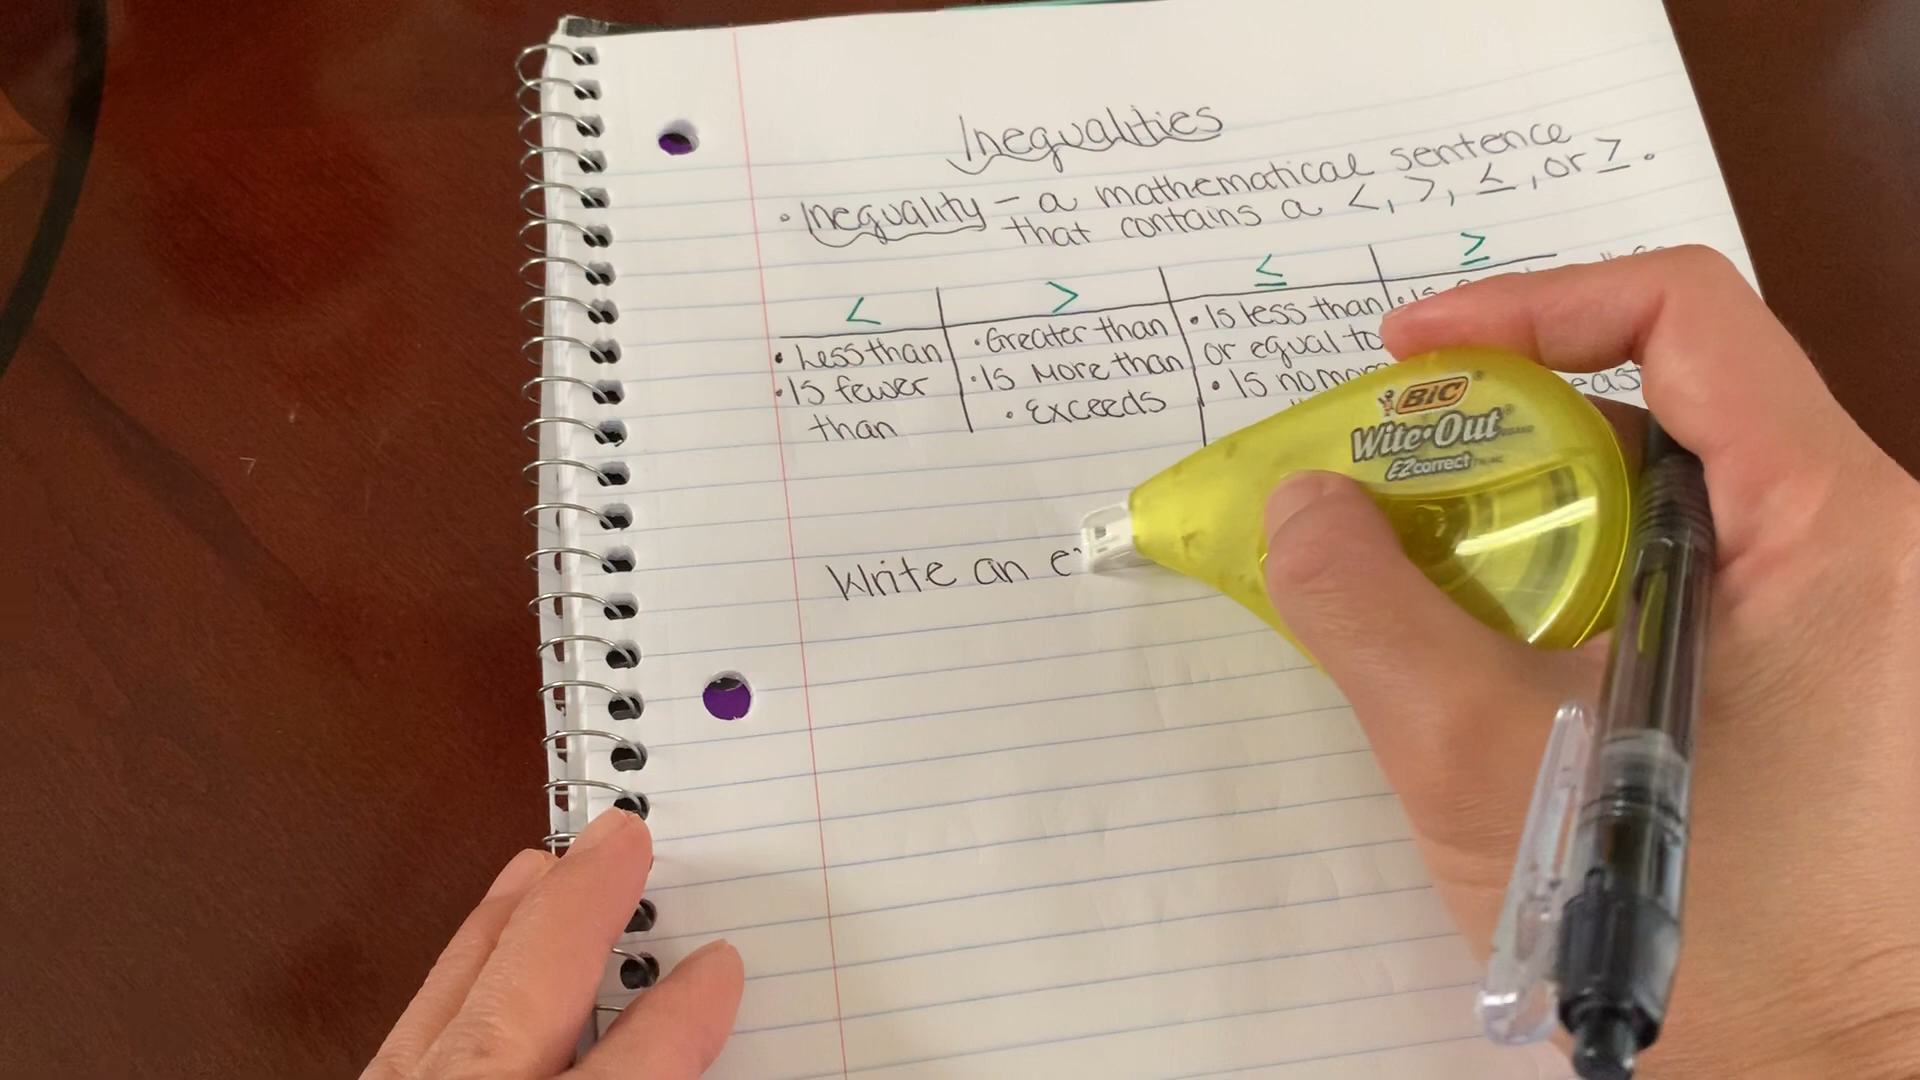 Inequalities
• Inequality – a mathematical sentence
that contains a <, >, ≤, or ≥.
< > ≤ ≥
• Less than • Greater than • Is less than • Is
• Is fewer • Is more than or equal to
than • Exceeds • Is no
Write an
BIC
Wite•Out
EZcorrect